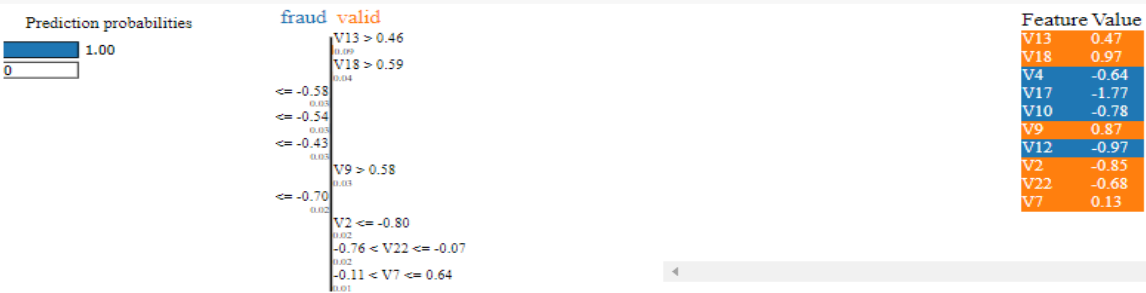 Prediction probabilities
1.00
0
fraud valid
V13 > 0.46
0.09
V18 > 0.59
0.04
<= -0.58
0.03
<= -0.54
0.03
<= -0.43
0.03
V9 > 0.58
0.03
<= -0.70
0.02
V2 <= -0.80
0.02
-0.76 < V22 <= -0.07
0.02
-0.11 < V7 <= 0.64
0.01
Feature Value
V13 0.47
V18 0.97
V4 -0.64
V17 -1.77
V10 -0.78
V9 0.87
V12 -0.97
V2 -0.85
V22 -0.68
V7 0.13